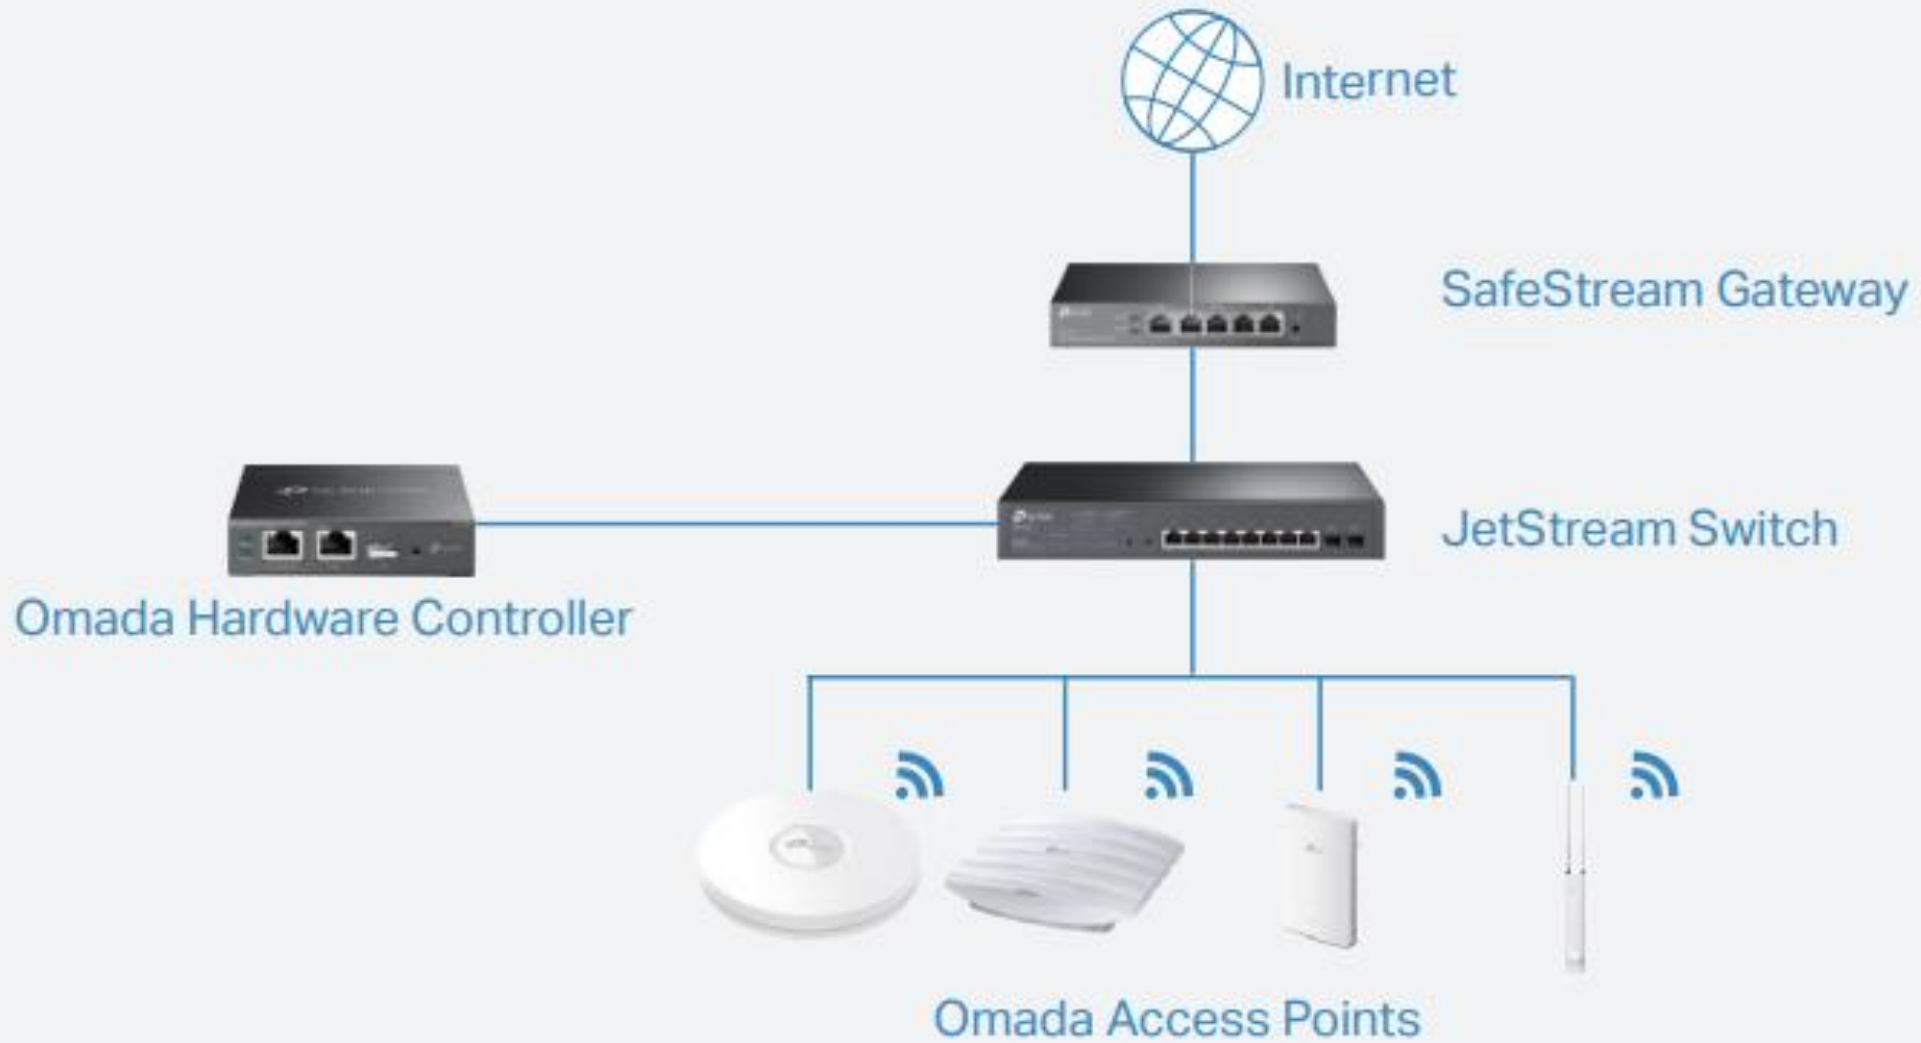 Internet
SafeStream Gateway
JetStream Switch
Omada Hardware Controller
Omada Access Points